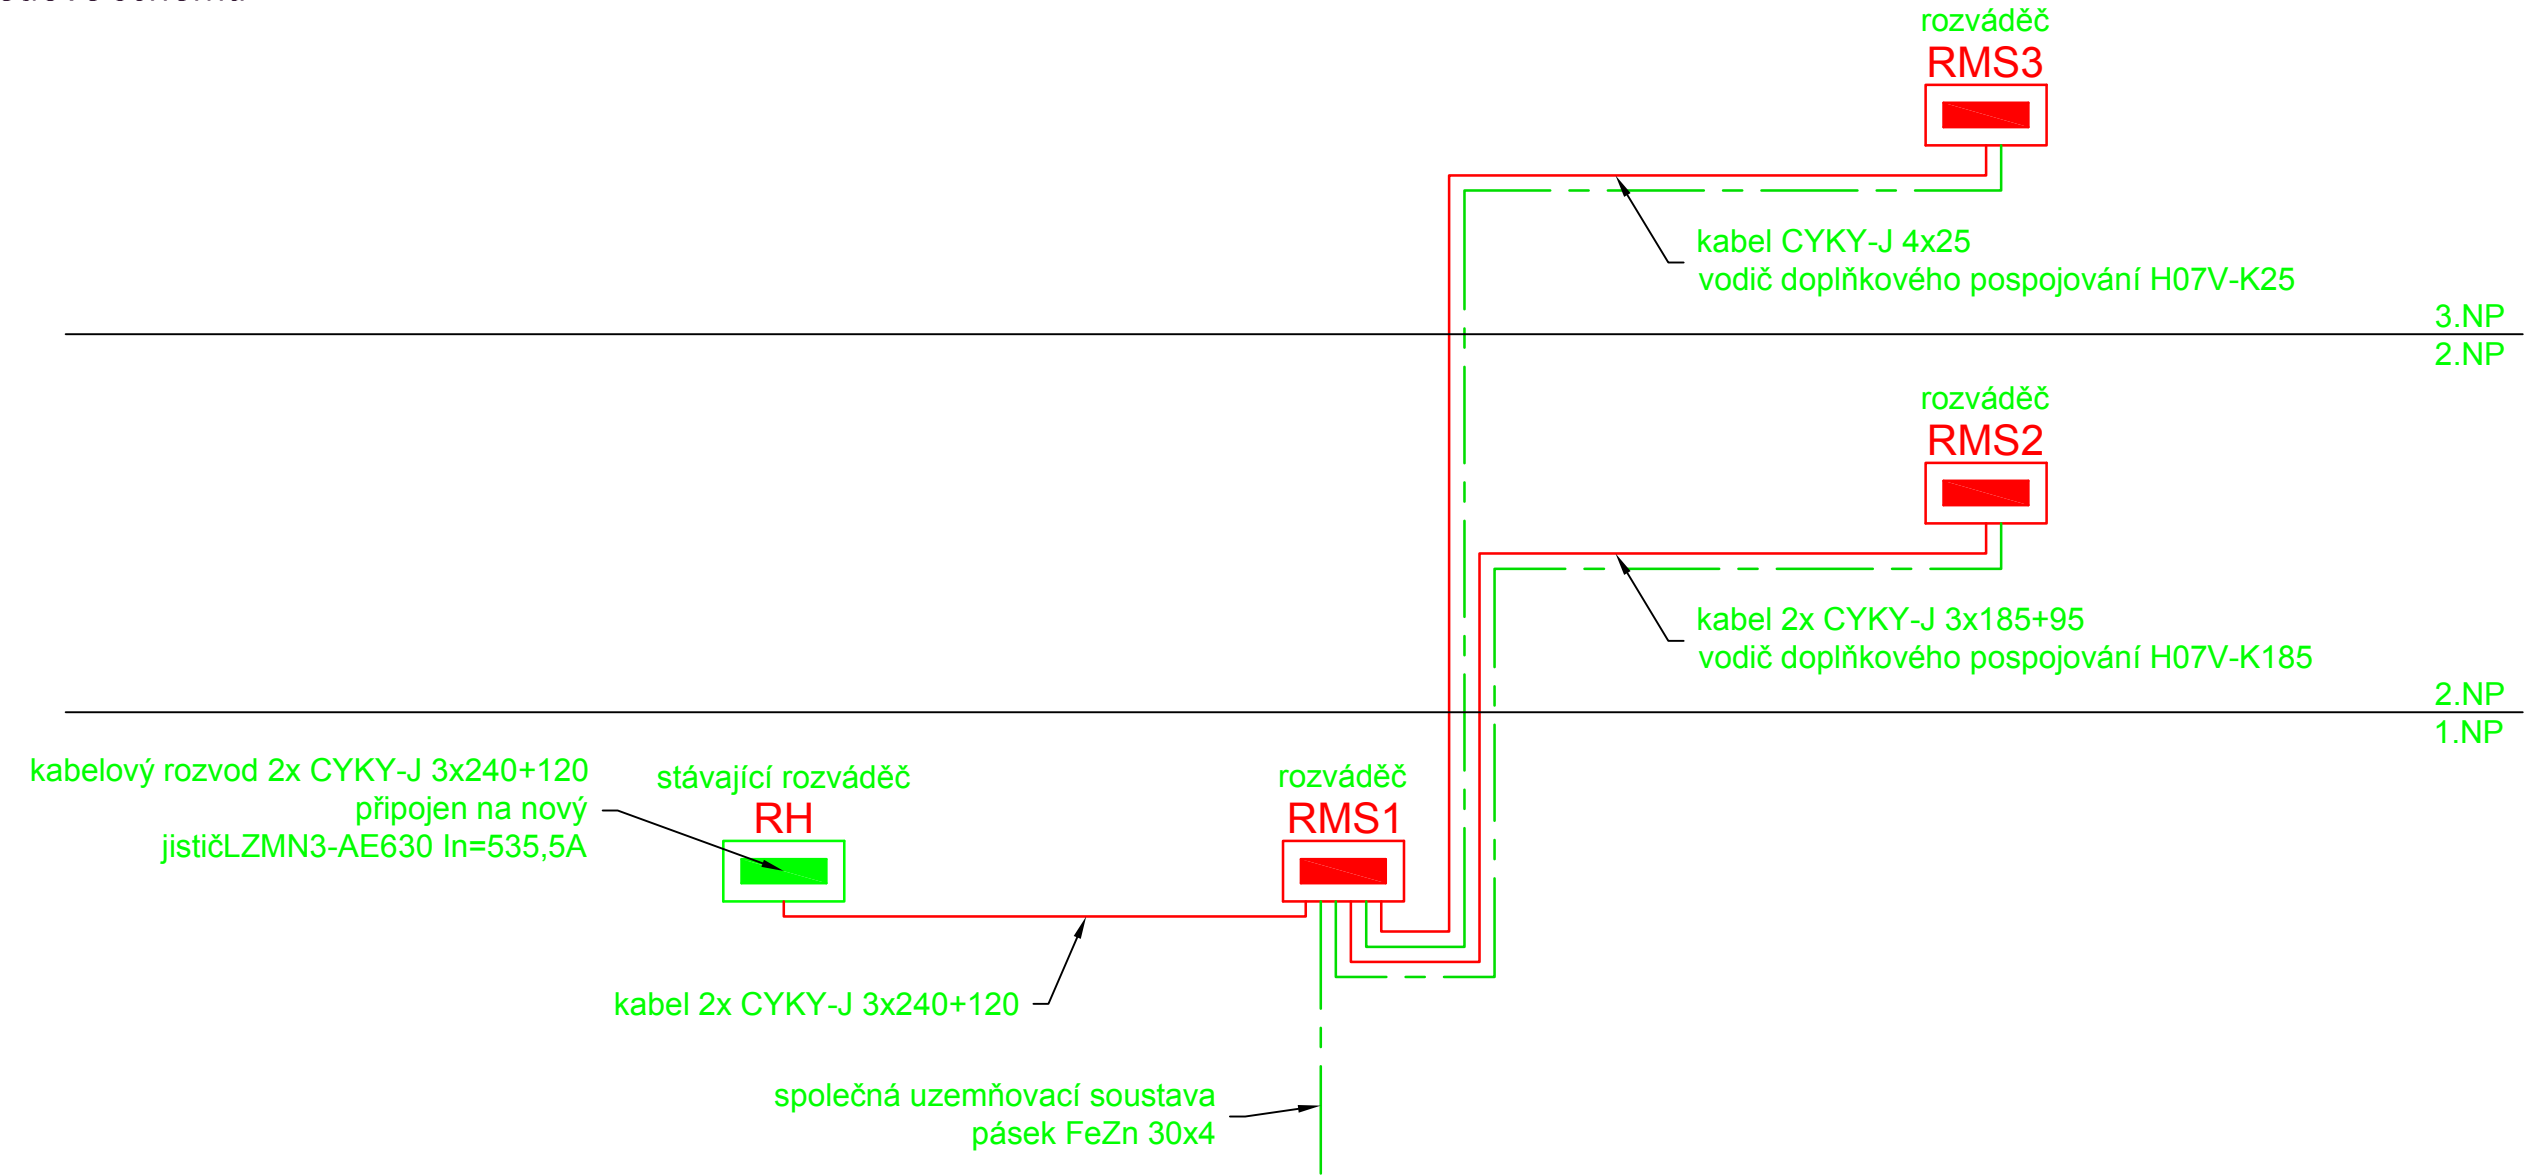 rozváděč
RMS3
kabel CYKY-J 4x25
vodič doplňkového pospojování H07V-K25
3.NP
2.NP
rozváděč
RMS2
kabel 2x CYKY-J 3x185+95
vodič doplňkového pospojování H07V-K185
2.NP
1.NP
kabelový rozvod 2x CYKY-J 3x240+120
připojen na nový
jističLZMN3-AE630 In=535,5A
stávající rozváděč
RH
rozváděč
RMS1
kabel 2x CYKY-J 3x240+120
společná uzemňovací soustava
pásek FeZn 30x4